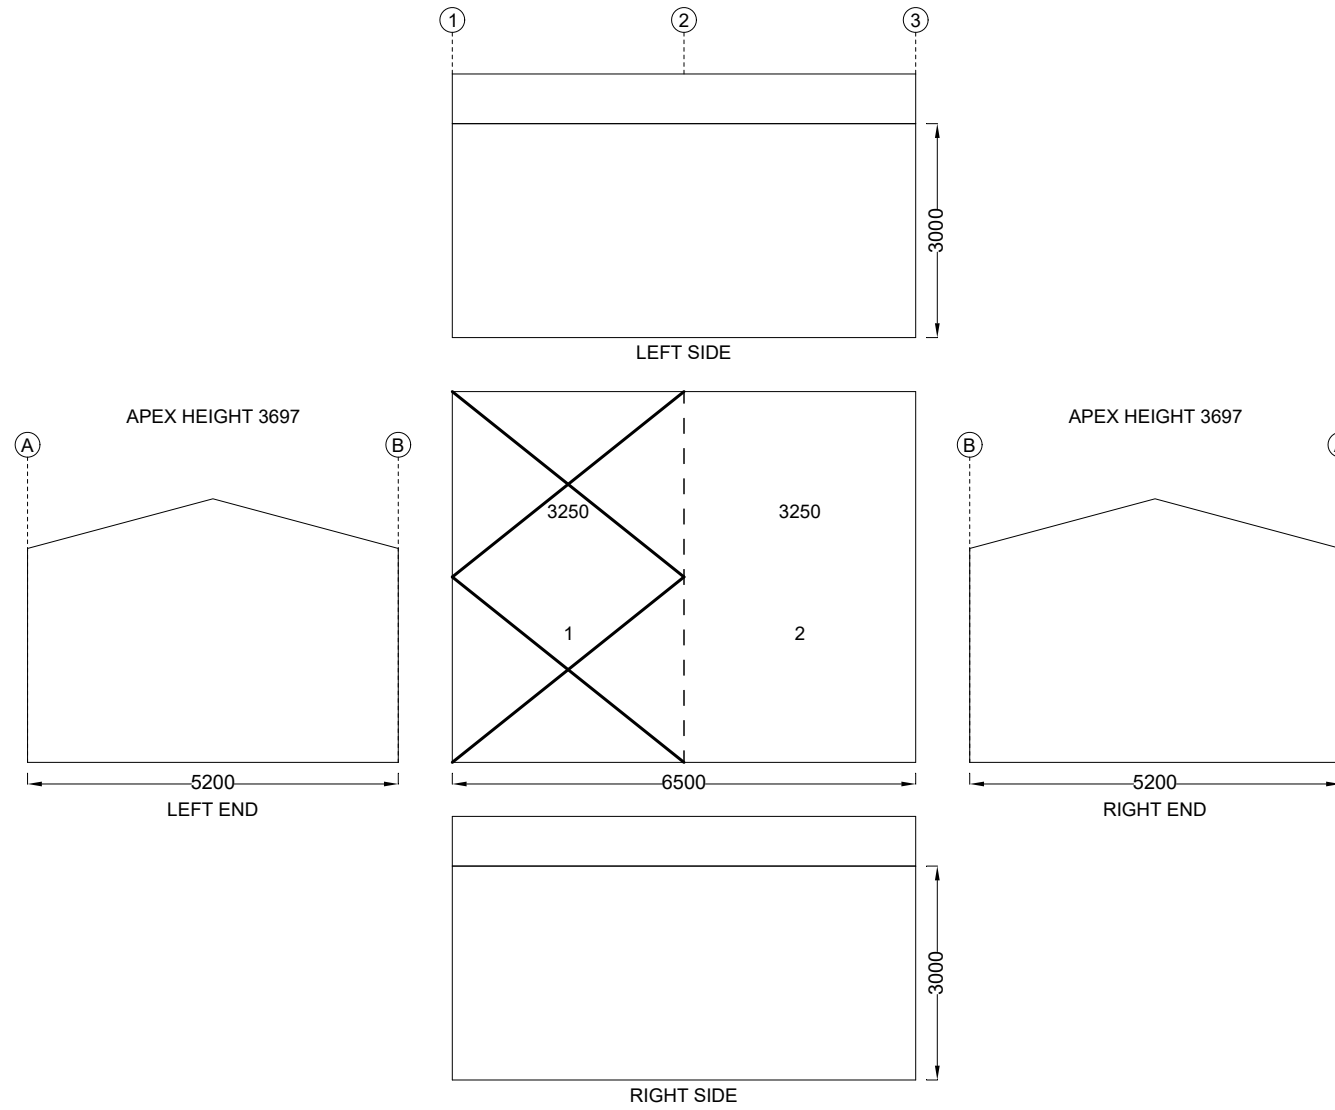 1 2 3
3000
LEFT SIDE
APEX HEIGHT 3697
A B
5200
LEFT END
3250 3250
1 2
6500
APEX HEIGHT 3697
B
5200
RIGHT END
3000
RIGHT SIDE